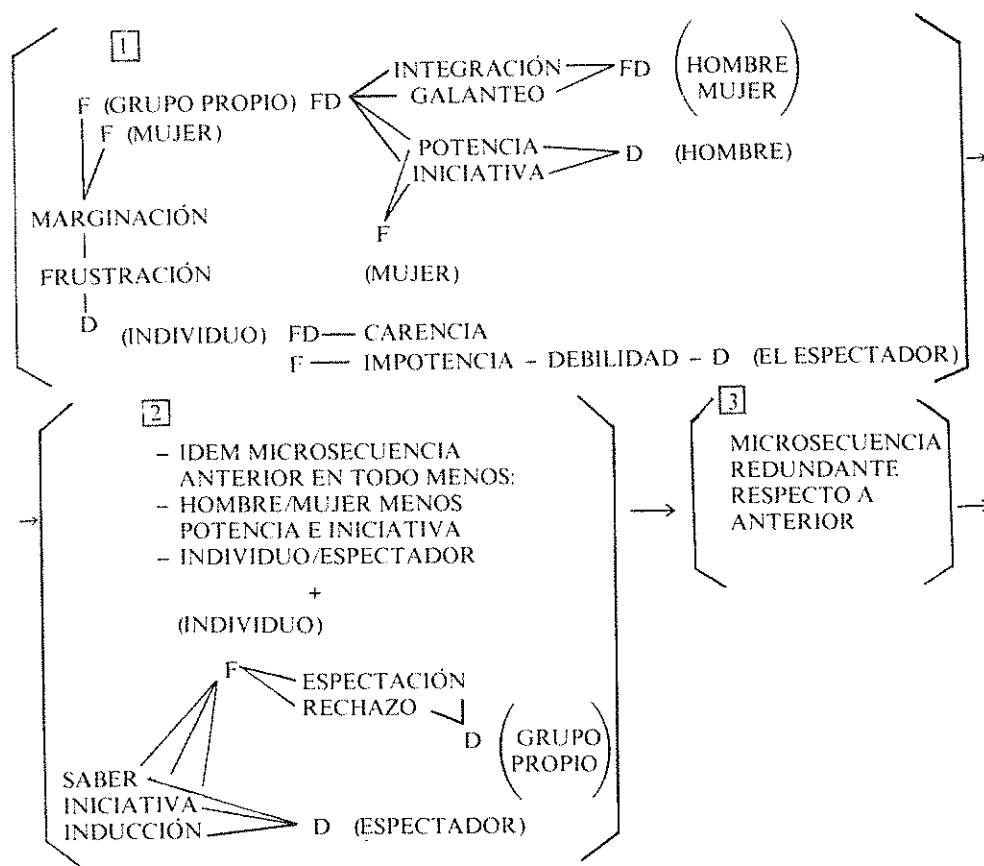 1
INTEGRACIÓN FD (HOMBRE
F (GRUPO PROPIO) FD GALANTEO MUJER)
F (MUJER)
POTENCIA D (HOMBRE)
INICIATIVA
MARGINACIÓN
F
FRUSTRACIÓN (MUJER)
D (INDIVIDUO) FD — CARENCIA
F — IMPOTENCIA – DEBILIDAD – D (EL ESPECTADOR)
2
– IDEM MICROSECUENCIA
ANTERIOR EN TODO MENOS:
– HOMBRE/MUJER MENOS
POTENCIA E INICIATIVA
– INDIVIDUO/ESPECTADOR
+
(INDIVIDUO)
F ESPECTACIÓN
RECHAZO
D (GRUPO
PROPIO)
SABER
INICIATIVA
INDUCCIÓN D (ESPECTADOR)
3
MICROSECUENCIA
REDUNDANTE
RESPECTO A
ANTERIOR